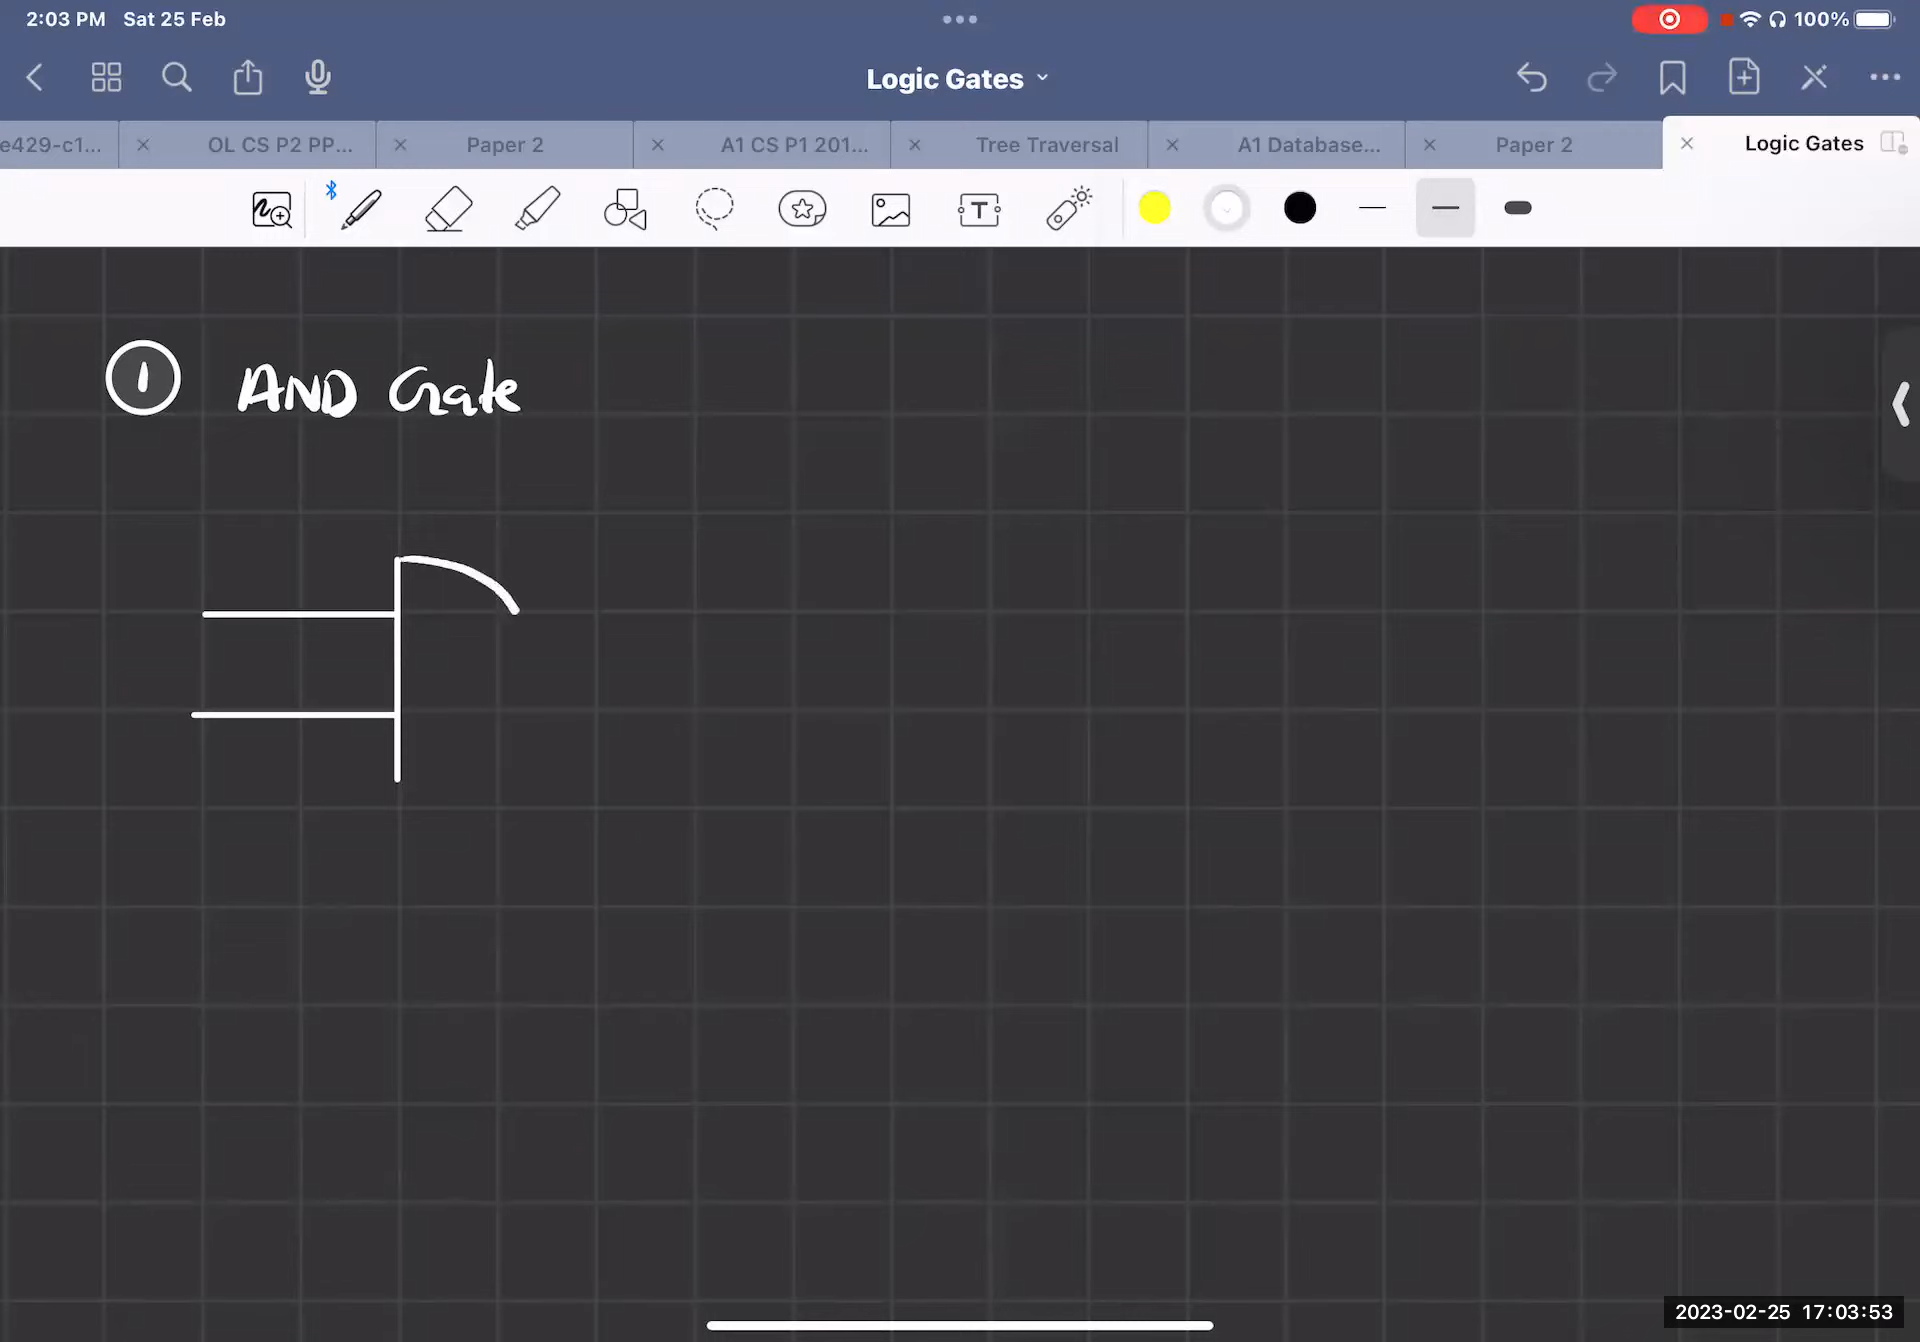 2:03 PM Sat 25 Feb
100%
Logic Gates
e429-c1...
OL CS P2 PP...
Paper 2
A1 CS P1 201...
Tree Traversal
A1 Database...
Paper 2
Logic Gates
T
1 AND Gate
2023-02-25 17:03:53